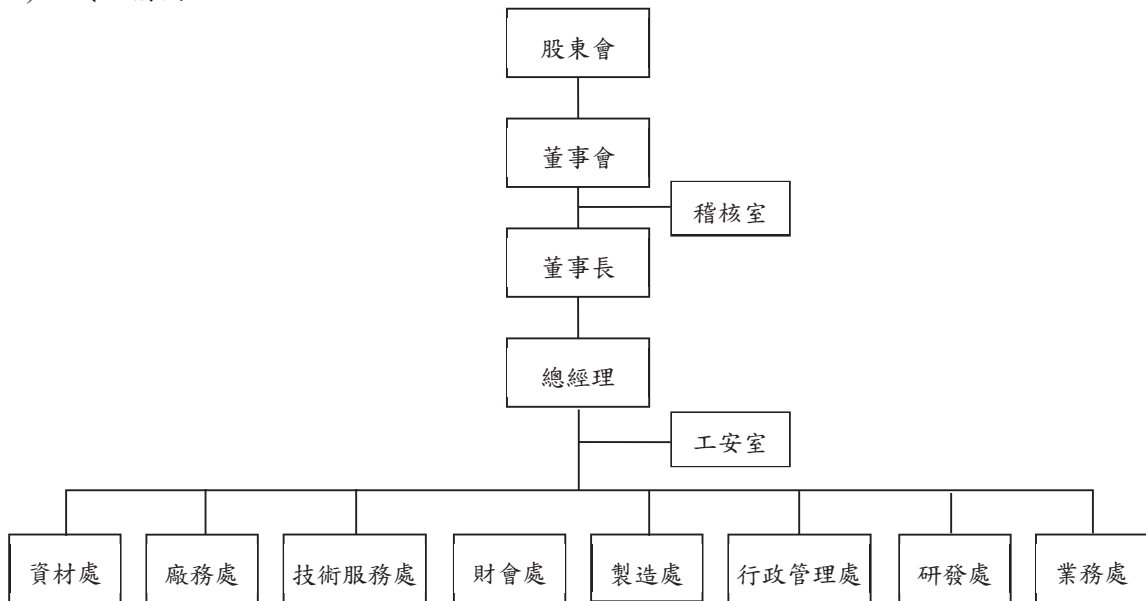 股東會
董事會
稽核室
董事長
總經理
工安室
資材處 廠務處 技術服務處 財會處 製造處 行政管理處 研發處 業務處